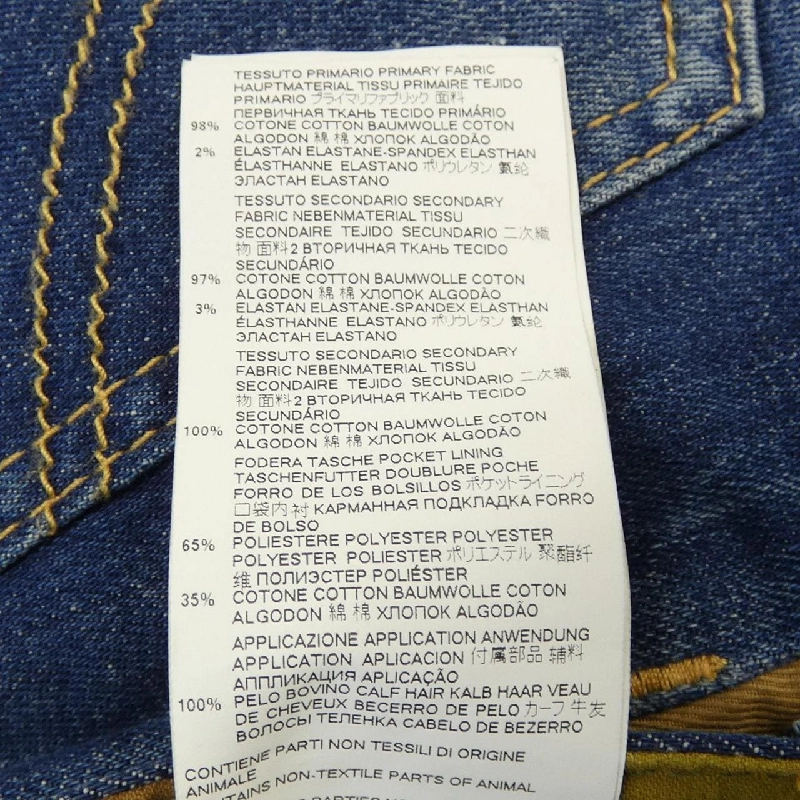 TESSUTO PRIMARIO PRIMARY FABRIC
HAUPTMATERIAL TISSU PRIMAIRE TEJIDO
PRIMARIO プライマリファブリック 面料
ПЕРВИЧНАЯ ТКАНЬ TECIDO PRIMÁRIO
98% COTONE COTTON BAUMWOLLE COTON
ALGODON 綿 棉 ХЛОПОК ALGODÃO
2% ELASTAN ELASTANE-SPANDEX ELASTHAN
ÉLASTHANNE ELASTANO ポリウレタン 氨纶
ЭЛАСТАН ELASTANO
TESSUTO SECONDARIO SECONDARY
FABRIC NEBENMATERIAL TISSU
SECONDAIRE TEJIDO SECUNDARIO 二次織
物 面料2 ВТОРИЧНАЯ ТКАНЬ TECIDO
SECUNDÁRIO
97% COTONE COTTON BAUMWOLLE COTON
ALGODON 綿 棉 ХЛОПОК ALGODÃO
3% ELASTAN ELASTANE-SPANDEX ELASTHAN
ÉLASTHANNE ELASTANO ポリウレタン 氨纶
ЭЛАСТАН ELASTANO
TESSUTO SECONDARIO SECONDARY
FABRIC NEBENMATERIAL TISSU
SECONDAIRE TEJIDO SECUNDARIO 二次織
物 面料2 ВТОРИЧНАЯ ТКАНЬ TECIDO
SECUNDÁRIO
100% COTONE COTTON BAUMWOLLE COTON
ALGODON 綿 棉 ХЛОПОК ALGODÃO
FODERA TASCHE POCKET LINING
TASCHENFUTTER DOUBLURE POCHE
FORRO DE LOS BOLSILLOS ポケットライニング
口袋内衬 КАРМАННАЯ ПОДКЛАДКА FORRO
DE BOLSO
65% POLIESTERE POLYESTER POLYESTER
POLYESTER POLIESTER ポリエステル 聚酯纤
维 ПОЛИЭСТЕР POLIÉSTER
35% COTONE COTTON BAUMWOLLE COTON
ALGODON 綿 棉 ХЛОПОК ALGODÃO
APPLICAZIONE APPLICATION ANWENDUNG
APPLICATION APLICACION 付属部品 辅料
АППЛИКАЦИЯ APLICAÇÃO
100% PELO BOVINO CALF HAIR KALB HAAR VEAU
DE CHEVEUX BECERRO DE PELO カーフ 牛皮
ВОЛОСЫ ТЕЛЕНКА CABELO DE BEZERRO
CONTIENE PARTI NON TESSILI DI ORIGINE
ANIMALE
CONTAINS NON-TEXTILE PARTS OF ANIMAL